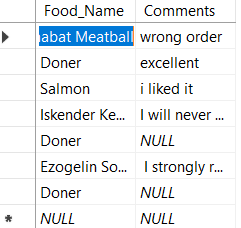 Food_Name Comments
abat Meatball wrong order
Doner excellent
Salmon i liked it
Iskender Ke... I will never ...
Doner NULL
Ezogelin So... I strongly r...
Doner NULL
* NULL NULL